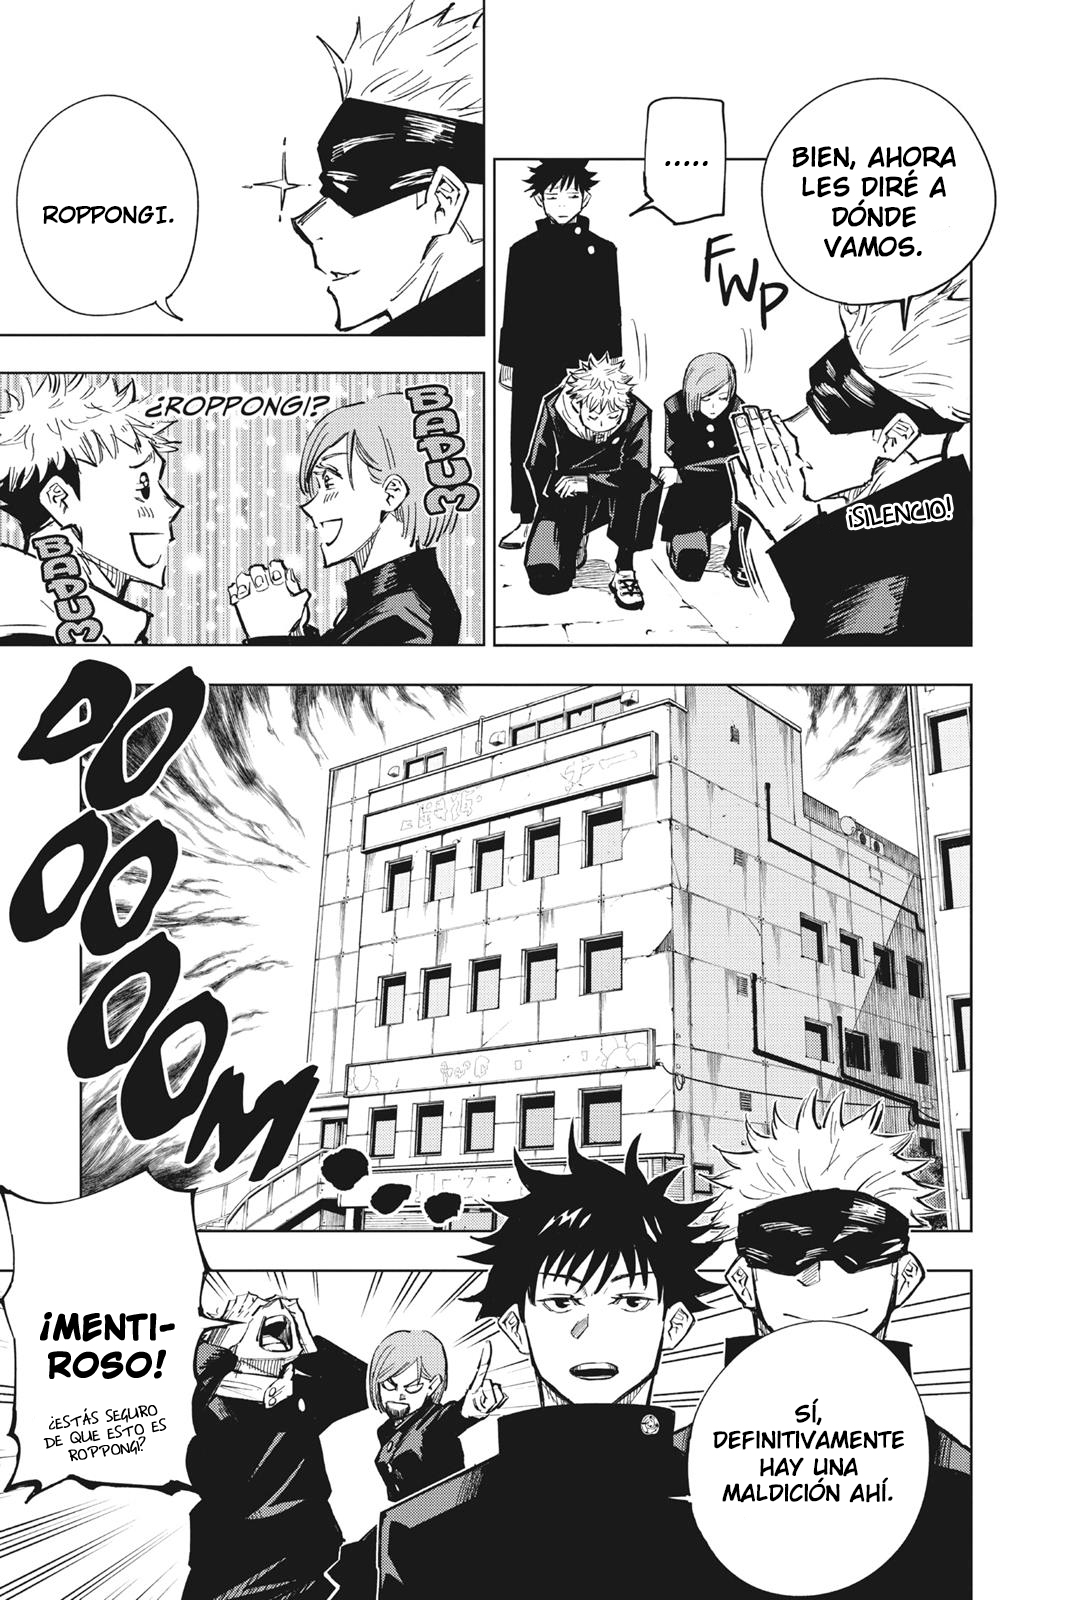 BIEN, AHORA
LES DIRÉ A
DÓNDE
VAMOS.
.....
FWP
¡SILENCIO!
ROPPONGI.
¿ROPPONGI?
BADUM
BADUM
DOOOOOOM...
SÍ,
DEFINITIVAMENTE
HAY UNA
MALDICIÓN AHÍ.
¡MENTI-
ROSO!
¿ESTÁS SEGURO
DE QUE ESTO ES
ROPPONGI?